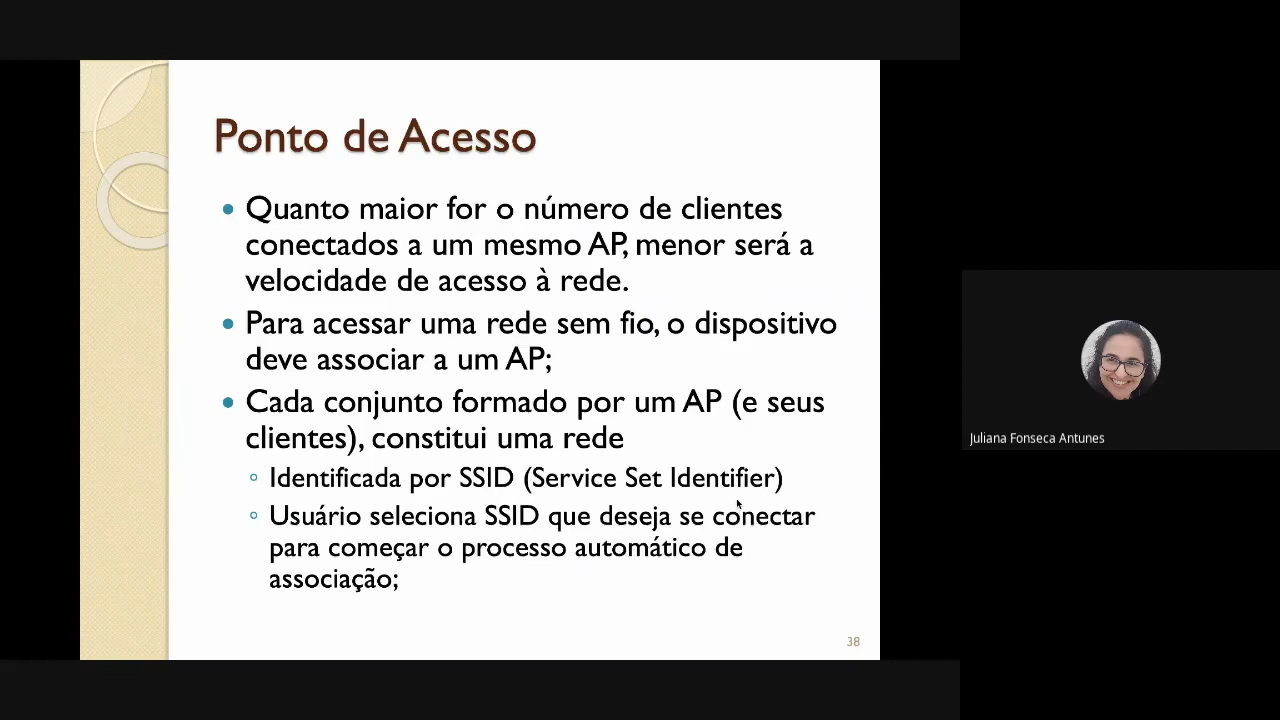 Ponto de Acesso
Quanto maior for o número de clientes
conectados a um mesmo AP, menor será a
velocidade de acesso à rede.
Para acessar uma rede sem fio, o dispositivo
deve associar a um AP;
Cada conjunto formado por um AP (e seus
clientes), constitui uma rede
Identificada por SSID (Service Set Identifier)
Usuário seleciona SSID que deseja se conectar
para começar o processo automático de
associação;
38
Juliana Fonseca Antunes